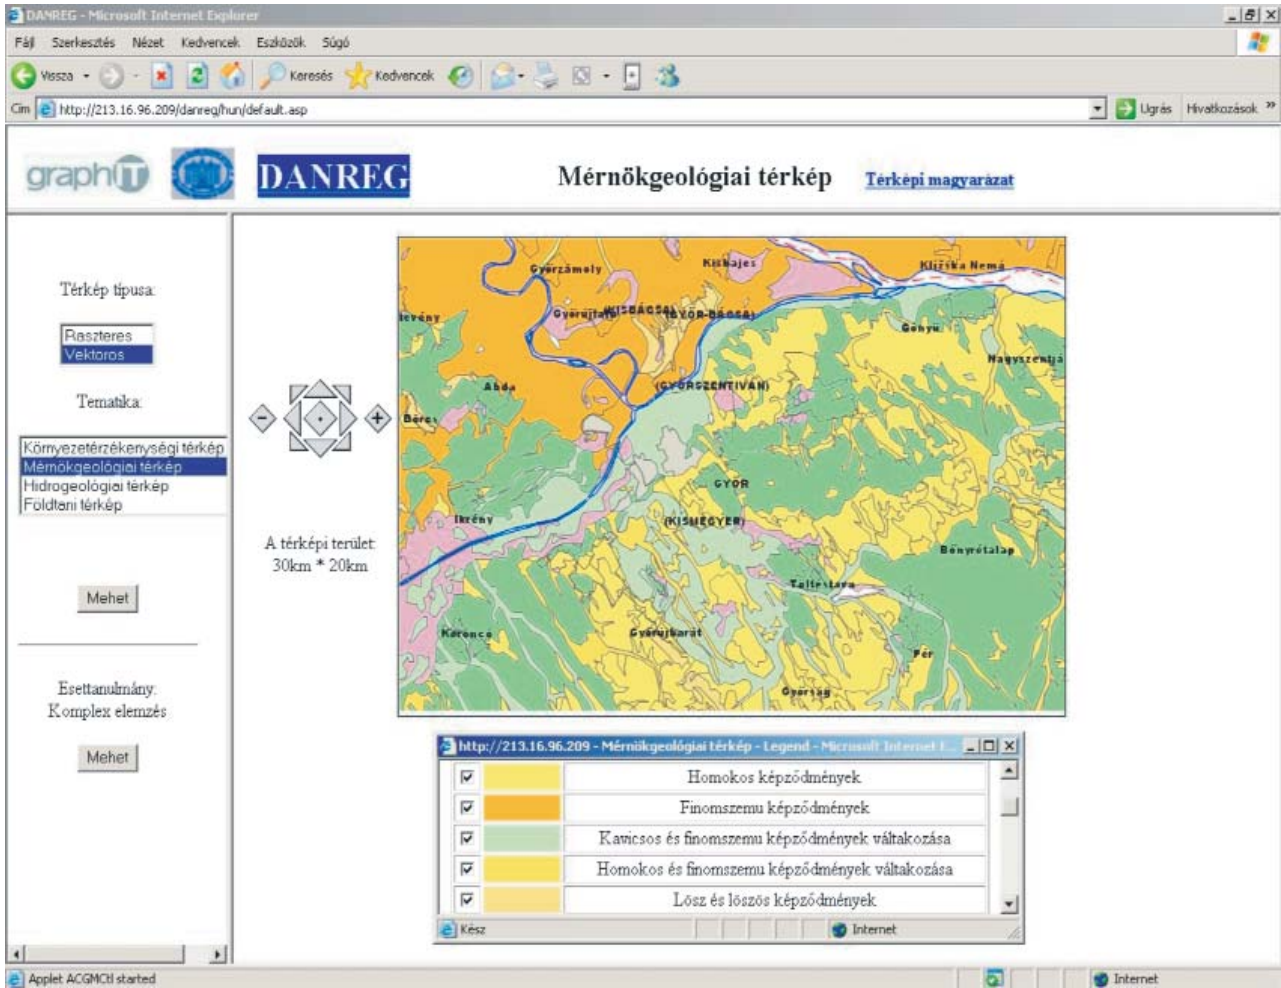 DANREG - Microsoft Internet Explorer
Fájl Szerkesztés Nézet Kedvencek Eszközök Súgó
Vissza Keresés Kedvencek
Cím http://213.16.96.209/danreg/hun/default.asp Ugrás Hivatkozások »
graphIT DANREG Mérnökgeológiai térkép Térképi magyarázat
Térkép típusa:
Raszteres
Vektoros
Tematika:
Környezetérzékenységi térkép
Mérnökgeológiai térkép
Hidrogeológiai térkép
Földtani térkép
Mehet
Esettanulmány:
Komplex elemzés
Mehet
A térképi terület:
30km * 20km
Győrzámoly
Kisbajcs
Kližska Nemá
(KISBÁCSA)
(GYŐR-BÁCSA)
Gönyű
Abda
(GYŐRSZENTIVÁN)
GYŐR
Ikrény
(KISMEGYER)
Bőnyrétalap
Töltéstava
Koroncó
Győrújbarát
Pér
Győrság
http://213.16.96.209 - Mérnökgeológiai térkép - Legend - Microsoft Internet E...
Homokos képződmények
Finomszemu képződmények
Kavicsos és finomszemu képződmények váltakozása
Homokos és finomszemu képződmények váltakozása
Lösz és löszös képződmények
Kész Internet
Applet ACGMCtl started Internet